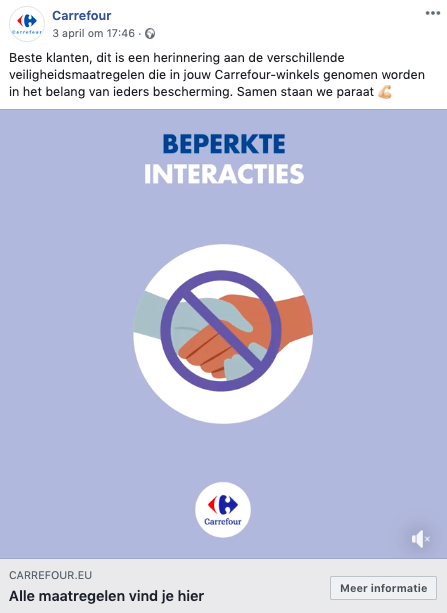 Carrefour
Carrefour
3 april om 17:46 ·
Beste klanten, dit is een herinnering aan de verschillende
veiligheidsmaatregelen die in jouw Carrefour-winkels genomen worden
in het belang van ieders bescherming. Samen staan we paraat 💪🏻
BEPERKTE
INTERACTIES
Carrefour
CARREFOUR.EU
Alle maatregelen vind je hier
Meer informatie